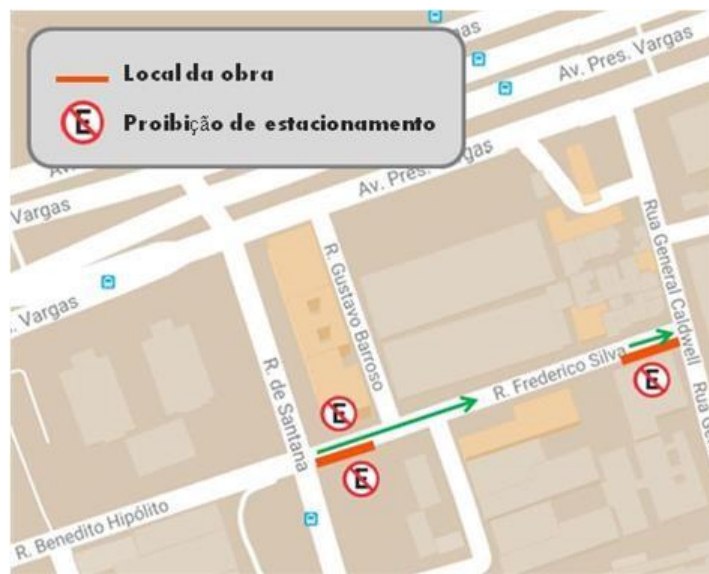 Local da obra
E Proibição de estacionamento
Av. Pres. Vargas
Av. Pres. Vargas
Vargas
. Vargas
R. Gustavo Barroso
R. de Santana
Rua General Caldwell
R. Frederico Silva
E
E
E
R. Benedito Hipólito